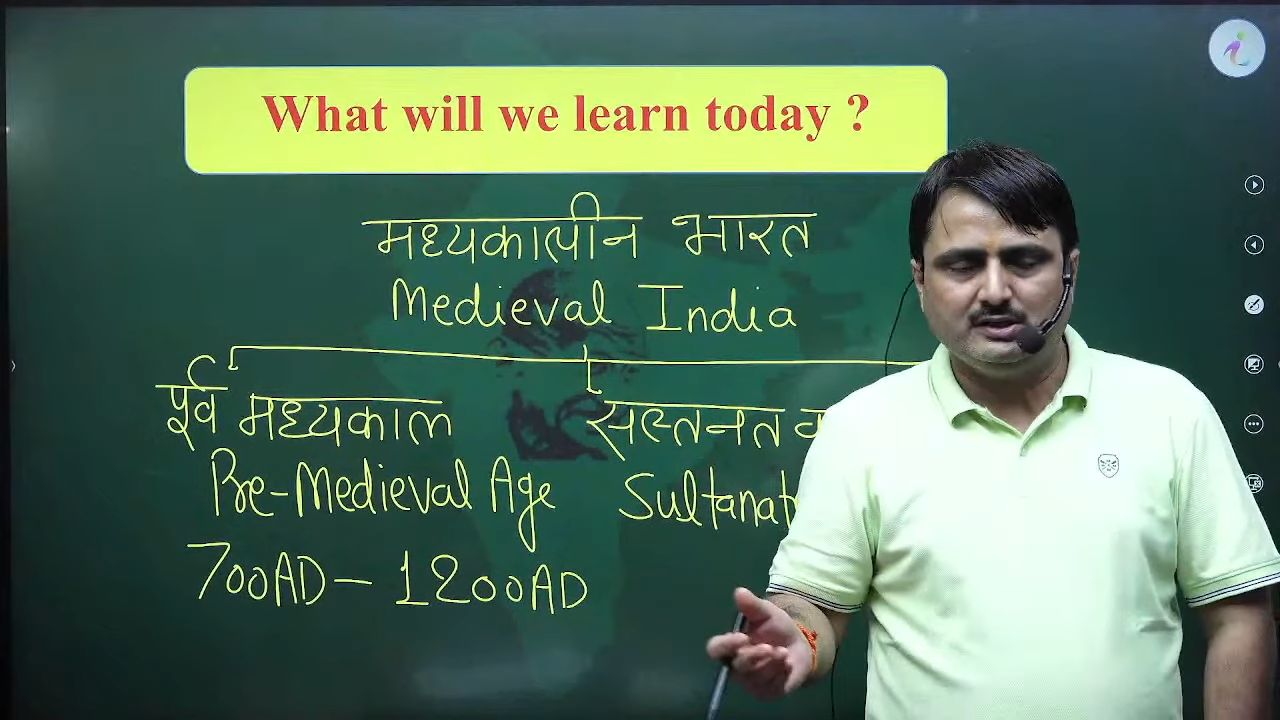 What will we learn today ?
मध्यकालीन भारत
Medieval India
पूर्व मध्यकाल सल्तनत
Pre-Medieval Age
700AD - 1200AD